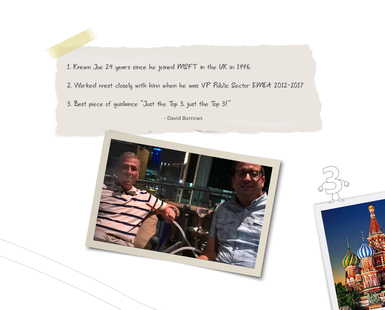 1. Known Joe 24 years since he joined MSFT in the UK in 1996
2. Worked most closely with him when he was VP Public Sector EMEA 2012-2017
3. Best piece of guidance "Just the Top 3, just the Top 3!"
- David Burrows
3